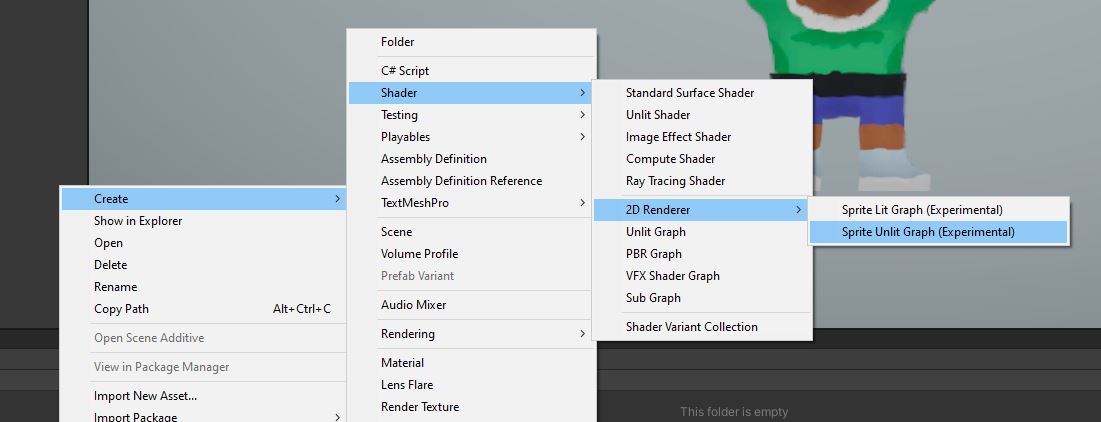 Create
Show in Explorer
Open
Delete
Rename
Copy Path Alt+Ctrl+C
Open Scene Additive
View in Package Manager
Import New Asset...
Import Package
Folder
C# Script
Shader
Testing
Playables
Assembly Definition
Assembly Definition Reference
TextMeshPro
Scene
Volume Profile
Prefab Variant
Audio Mixer
Rendering
Material
Lens Flare
Render Texture
Standard Surface Shader
Unlit Shader
Image Effect Shader
Compute Shader
Ray Tracing Shader
2D Renderer
Unlit Graph
PBR Graph
VFX Shader Graph
Sub Graph
Shader Variant Collection
Sprite Lit Graph (Experimental)
Sprite Unlit Graph (Experimental)
This folder is empty